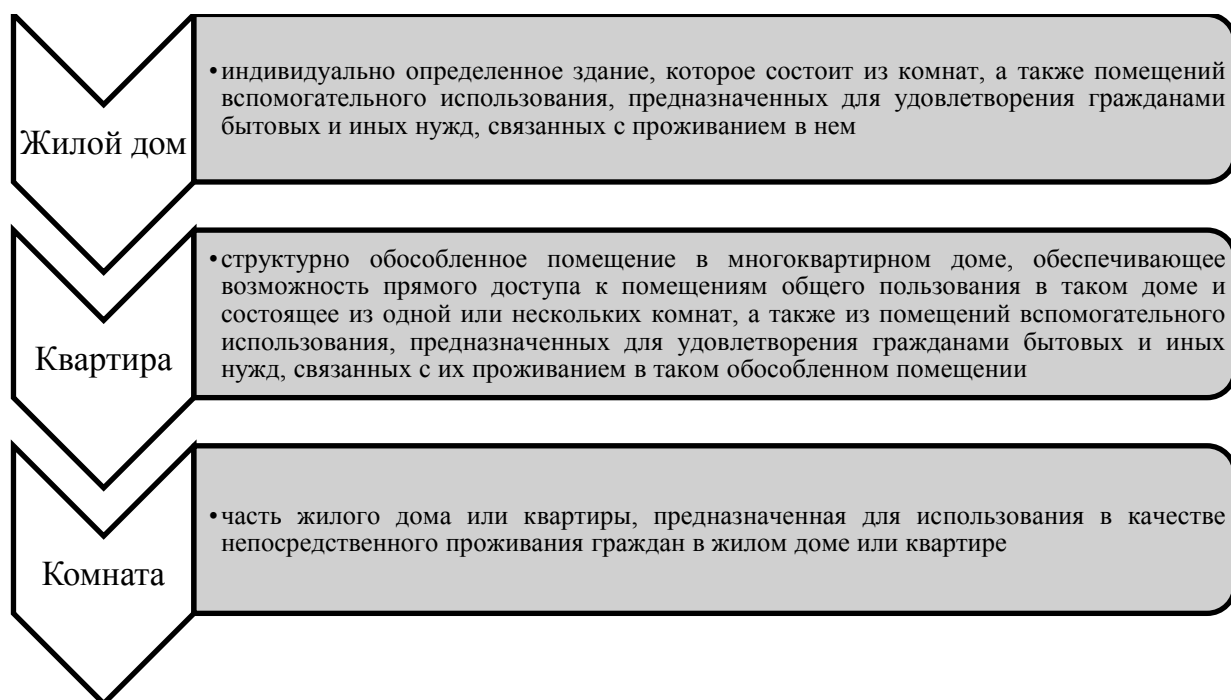 Жилой дом
•индивидуально определенное здание, которое состоит из комнат, а также помещений
вспомогательного использования, предназначенных для удовлетворения гражданами
бытовых и иных нужд, связанных с проживанием в нем
Квартира
•структурно обособленное помещение в многоквартирном доме, обеспечивающее
возможность прямого доступа к помещениям общего пользования в таком доме и
состоящее из одной или нескольких комнат, а также из помещений вспомогательного
использования, предназначенных для удовлетворения гражданами бытовых и иных
нужд, связанных с их проживанием в таком обособленном помещении
Комната
•часть жилого дома или квартиры, предназначенная для использования в качестве
непосредственного проживания граждан в жилом доме или квартире